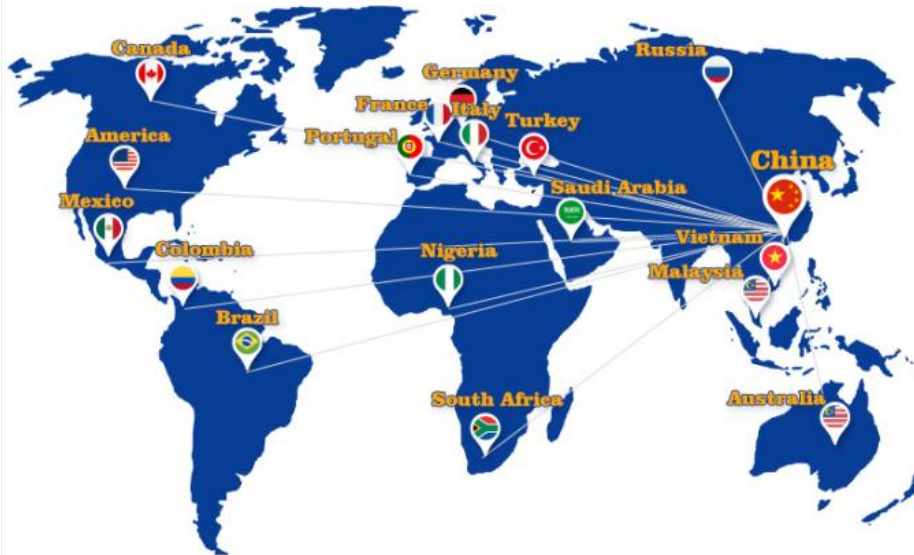 Canada
Russia
Germany
France
Italy
America
Portugal
Turkey
China
Mexico
Saudi Arabia
Colombia
Nigeria
Vietnam
Malaysia
Brazil
South Africa
Australia